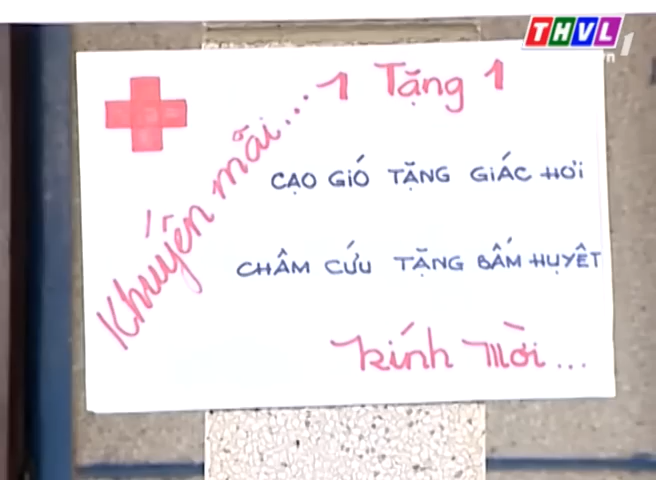 THVL1
Khuyến mãi... 1 Tặng 1
CẠO GIÓ TẶNG GIÁC HƠI
CHÂM CỨU TẶNG BẤM HUYỆT
kính mời...